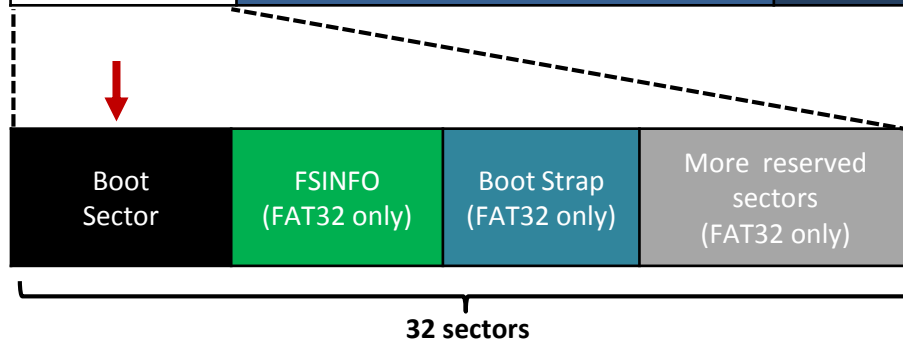 Boot
Sector
FSINFO
(FAT32 only)
Boot Strap
(FAT32 only)
More reserved
sectors
(FAT32 only)
32 sectors